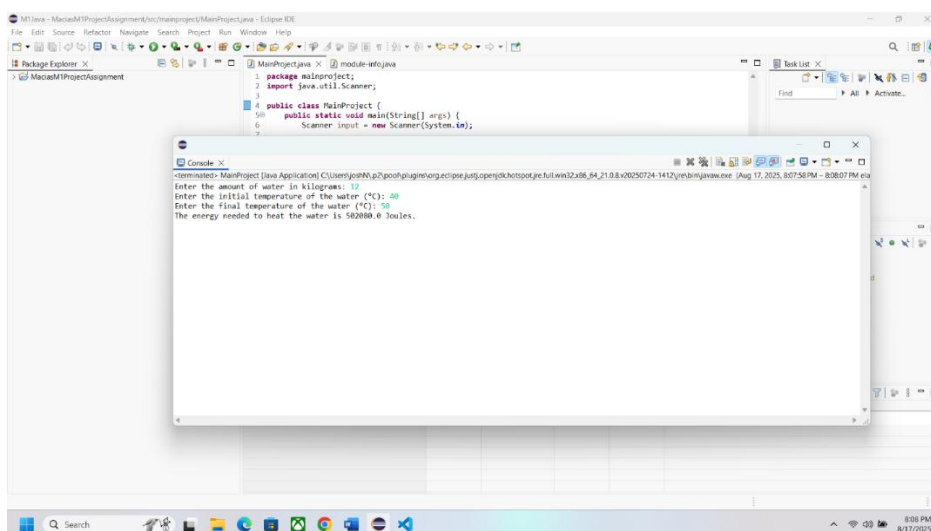 M1Java - MaciasM1ProjectAssignment/src/mainproject/MainProject.java - Eclipse IDE
File Edit Source Refactor Navigate Search Project Run Window Help
Package Explorer
MainProject.java
module-info.java
Task List
MaciasM1ProjectAssignment
1 package mainproject;
2 import java.util.Scanner;
3
4 public class MainProject {
5 public static void main(String[] args) {
6 Scanner input = new Scanner(System.in);
Find
All
Activate...
Console
<terminated> MainProject [Java Application] C:\Users\joshN\.p2\pool\plugins\org.eclipse.justj.openjdk.hotspot.jre.full.win32.x86_64_21.0.8.v20250724-1412\jre\bin\javaw.exe (Aug 17, 2025, 8:07:58 PM – 8:08:07 PM ela
Enter the amount of water in kilograms: 12
Enter the initial temperature of the water (°C): 40
Enter the final temperature of the water (°C): 50
The energy needed to heat the water is 502080.0 Joules.
Search
8:08 PM
8/17/2025